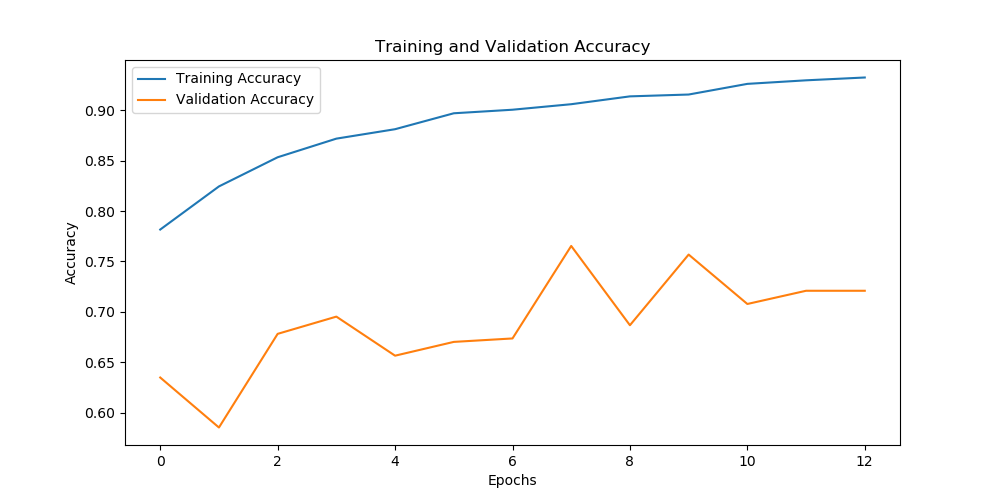 Training and Validation Accuracy
Training Accuracy
Validation Accuracy
Accuracy
0.90
0.85
0.80
0.75
0.70
0.65
0.60
0 2 4 6 8 10 12
Epochs